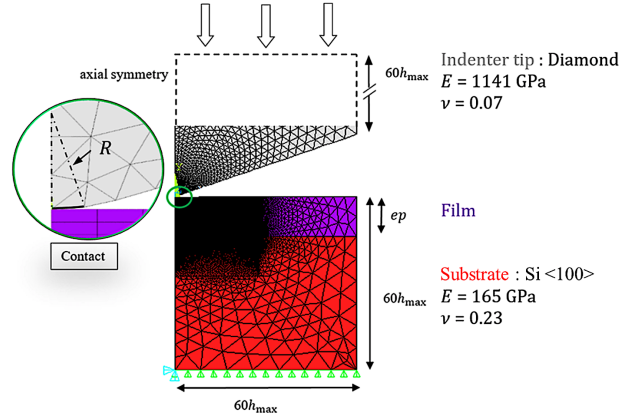 axial symmetry
60hmax
Indenter tip : Diamond
E = 1141 GPa
ν = 0.07
R
Contact
ep
Film
60hmax
Substrate : Si <100>
E = 165 GPa
ν = 0.23
60hmax